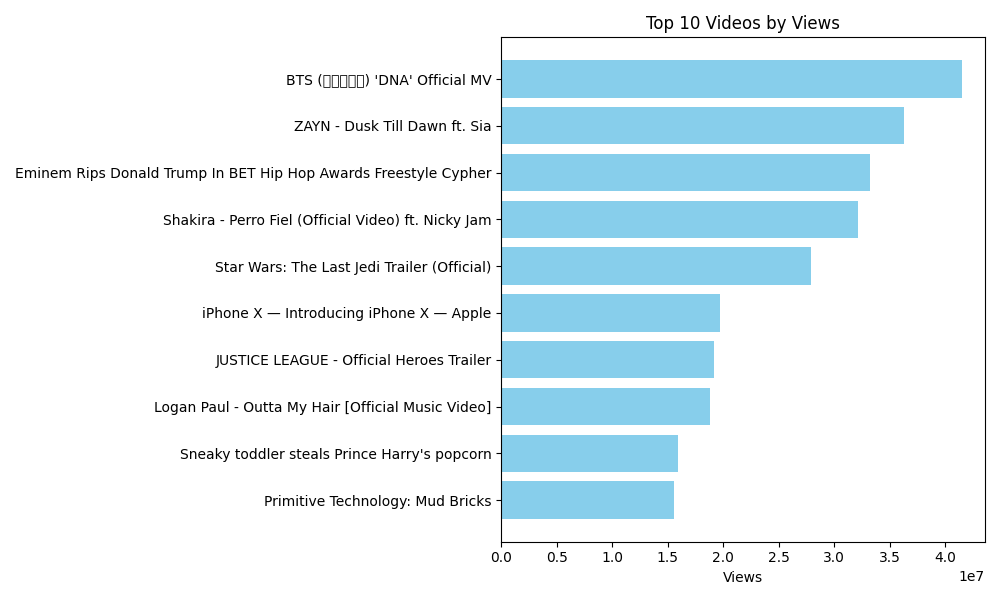 Top 10 Videos by Views
BTS () 'DNA' Official MV
ZAYN - Dusk Till Dawn ft. Sia
Eminem Rips Donald Trump In BET Hip Hop Awards Freestyle Cypher
Shakira - Perro Fiel (Official Video) ft. Nicky Jam
Star Wars: The Last Jedi Trailer (Official)
iPhone X — Introducing iPhone X — Apple
JUSTICE LEAGUE - Official Heroes Trailer
Logan Paul - Outta My Hair [Official Music Video]
Sneaky toddler steals Prince Harry's popcorn
Primitive Technology: Mud Bricks
0.0 0.5 1.0 1.5 2.0 2.5 3.0 3.5 4.0
1e7
Views